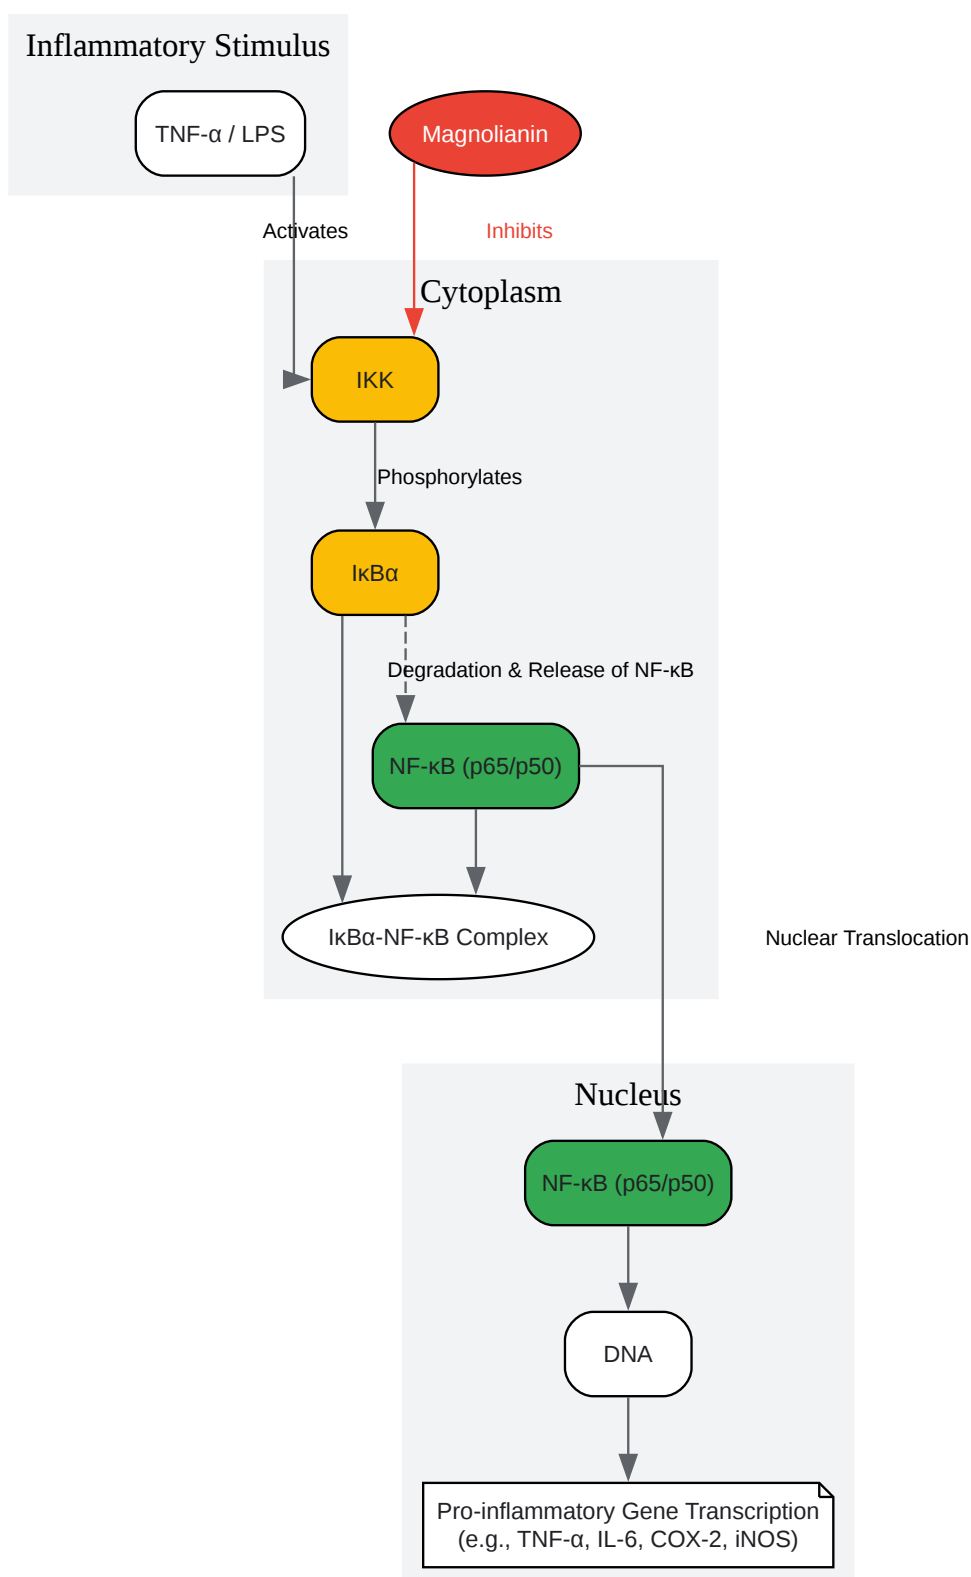 Inflammatory Stimulus
TNF-α / LPS
Magnolianin
Activates
Inhibits
Cytoplasm
IKK
Phosphorylates
IκBα
Degradation & Release of NF-κB
NF-κB (p65/p50)
IκBα-NF-κB Complex
Nuclear Translocation
Nucleus
NF-κB (p65/p50)
DNA
Pro-inflammatory Gene Transcription
(e.g., TNF-α, IL-6, COX-2, iNOS)